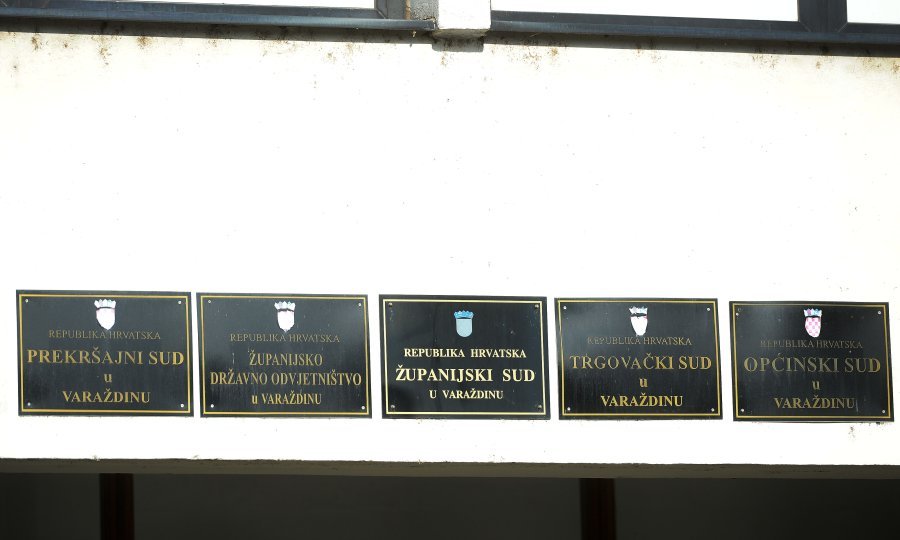 REPUBLIKA HRVATSKA
PREKRŠAJNI SUD
u
VARAŽDINU
REPUBLIKA HRVATSKA
ŽUPANIJSKO
DRŽAVNO ODVJETNIŠTVO
u VARAŽDINU
REPUBLIKA HRVATSKA
ŽUPANIJSKI SUD
U VARAŽDINU
REPUBLIKA HRVATSKA
TRGOVAČKI SUD
u
VARAŽDINU
REPUBLIKA HRVATSKA
OPĆINSKI SUD
u
VARAŽDINU